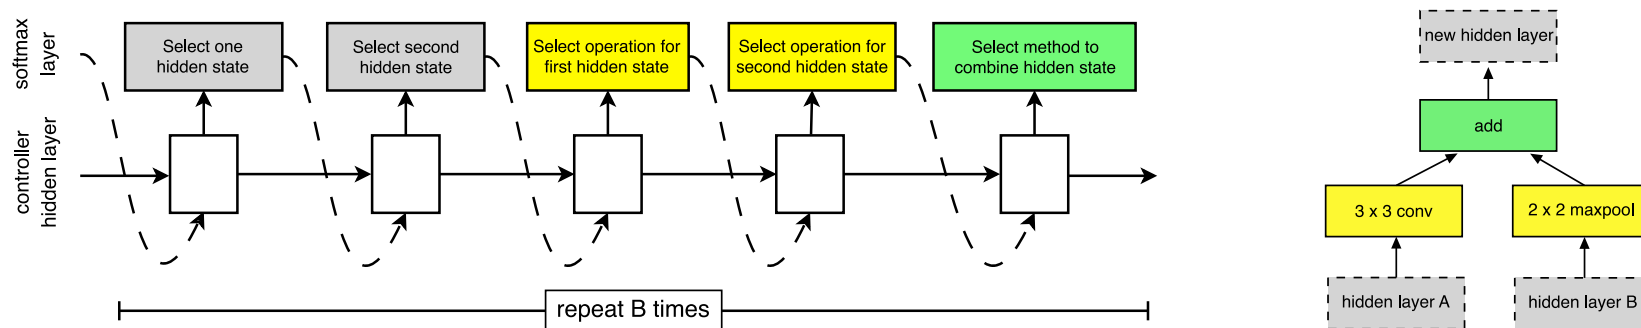 softmax
layer
controller
hidden layer
Select one
hidden state
Select second
hidden state
Select operation for
first hidden state
Select operation for
second hidden state
Select method to
combine hidden state
repeat B times
new hidden layer
add
3 x 3 conv
2 x 2 maxpool
hidden layer A
hidden layer B